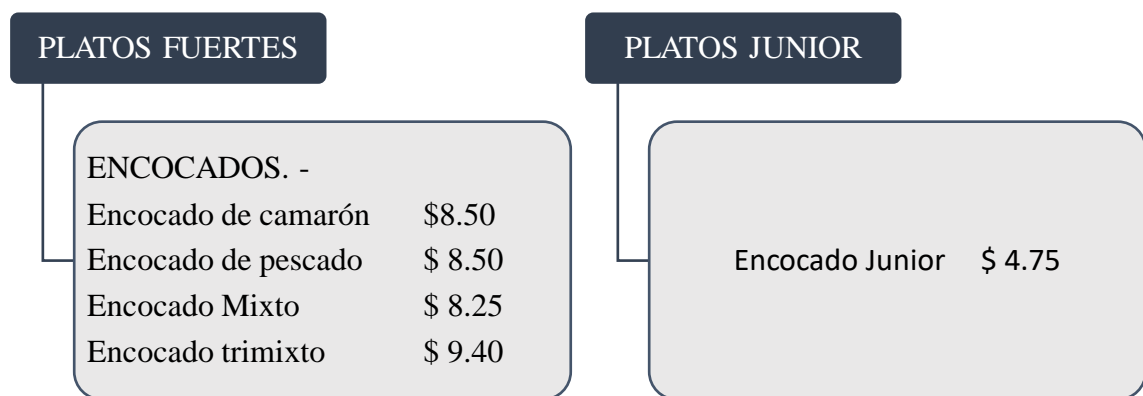 PLATOS FUERTES
ENCOCADOS. -
Encocado de camarón $8.50
Encocado de pescado $ 8.50
Encocado Mixto $ 8.25
Encocado trimixto $ 9.40
PLATOS JUNIOR
Encocado Junior $ 4.75